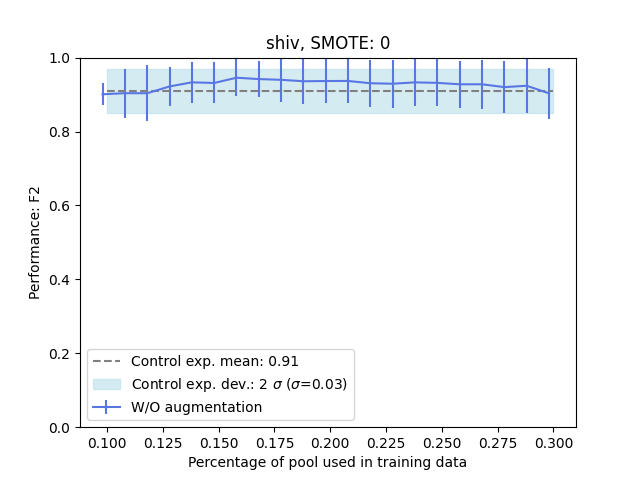 shiv, SMOTE: 0
1.0
0.8
0.6
0.4
0.2
0.0
Performance: F2
Control exp. mean: 0.91
Control exp. dev.: 2 σ (σ=0.03)
W/O augmentation
0.100 0.125 0.150 0.175 0.200 0.225 0.250 0.275 0.300
Percentage of pool used in training data